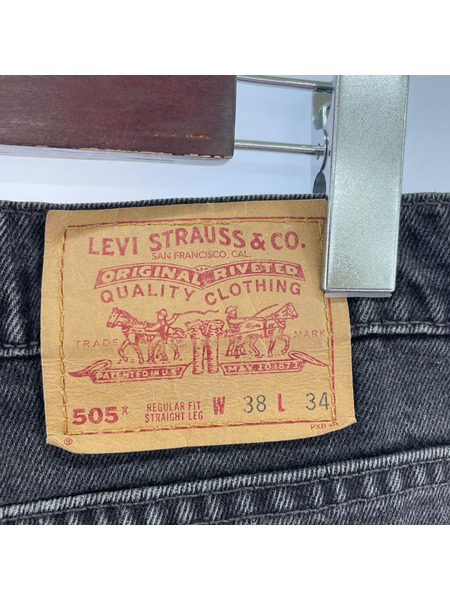 LEVI STRAUSS & CO.
SAN FRANCISCO, CAL.
ORIGINAL RIVETED
QUALITY CLOTHING
TRADE MARK
PATENTED IN U.S. MAY 20 1873
505 REGULAR FIT W 38 L 34
STRAIGHT LEG
®